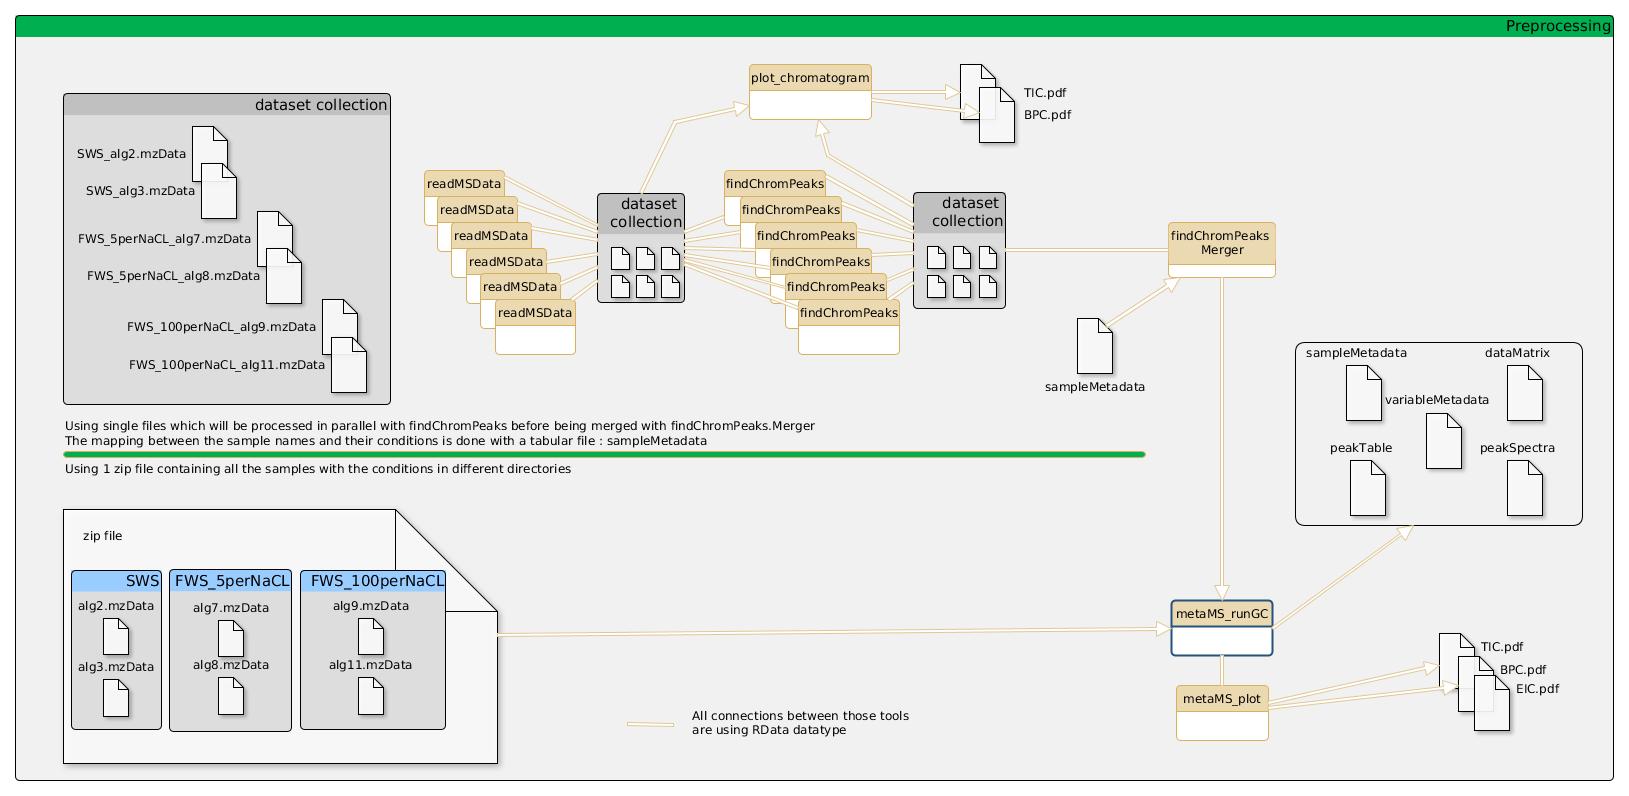 Preprocessing
dataset collection
SWS_alg2.mzData
SWS_alg3.mzData
FWS_5perNaCL_alg7.mzData
FWS_5perNaCL_alg8.mzData
FWS_100perNaCL_alg9.mzData
FWS_100perNaCL_alg11.mzData
plot_chromatogram
TIC.pdf
BPC.pdf
readMSData
readMSData
readMSData
readMSData
readMSData
readMSData
dataset
collection
findChromPeaks
findChromPeaks
findChromPeaks
findChromPeaks
findChromPeaks
findChromPeaks
dataset
collection
findChromPeaks
Merger
sampleMetadata
sampleMetadata
dataMatrix
variableMetadata
peakTable
peakSpectra
Using single files which will be processed in parallel with findChromPeaks before being merged with findChromPeaks.Merger
The mapping between the sample names and their conditions is done with a tabular file : sampleMetadata
Using 1 zip file containing all the samples with the conditions in different directories
zip file
SWS
alg2.mzData
alg3.mzData
FWS_5perNaCL
alg7.mzData
alg8.mzData
FWS_100perNaCL
alg9.mzData
alg11.mzData
metaMS_runGC
metaMS_plot
TIC.pdf
BPC.pdf
EIC.pdf
All connections between those tools
are using RData datatype